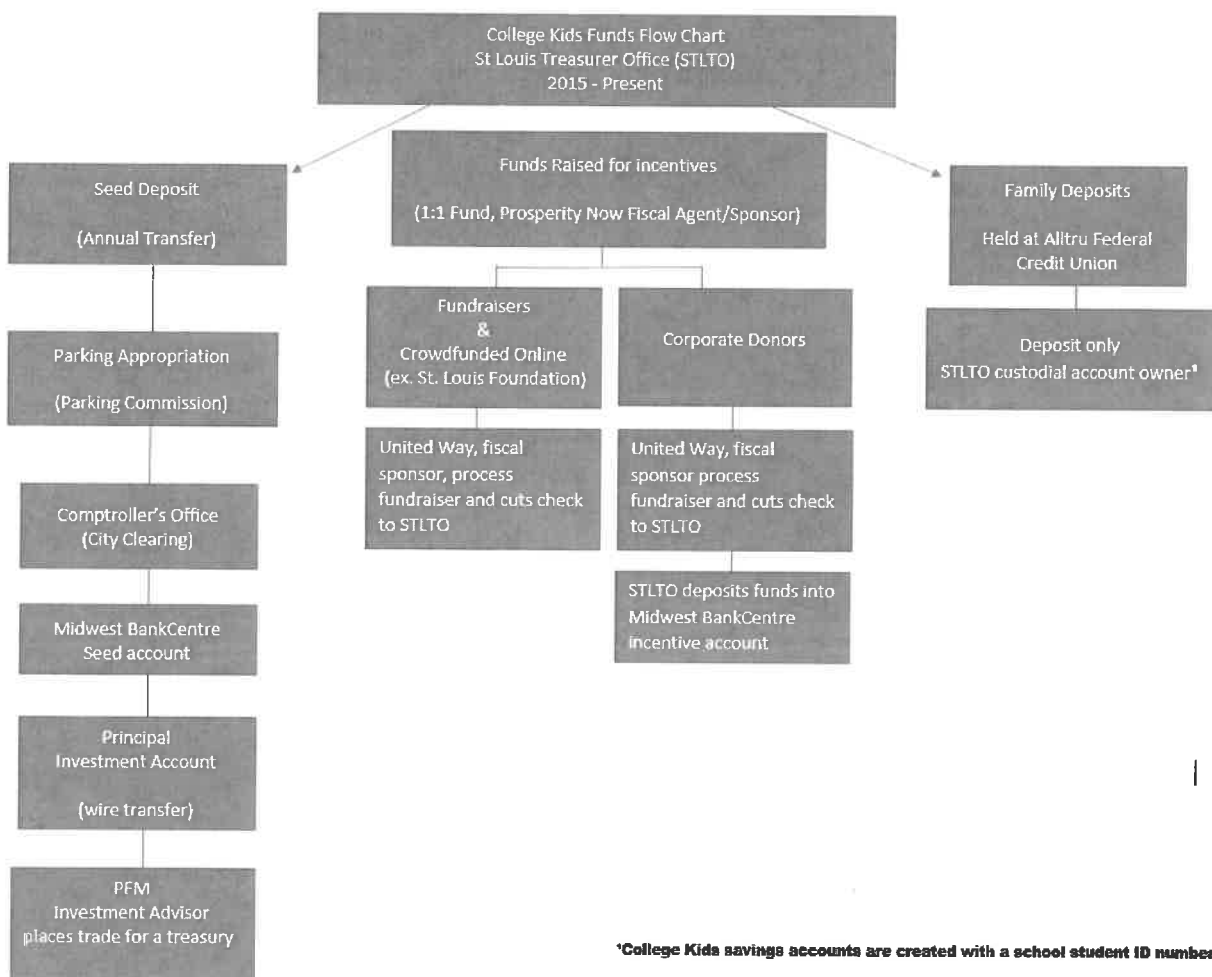 College Kids Funds Flow Chart
St Louis Treasurer Office (STLTO)
2015 - Present
Seed Deposit
(Annual Transfer)
Parking Appropriation
(Parking Commission)
Comptroller's Office
(City Clearing)
Midwest BankCentre
Seed account
Principal
Investment Account
(wire transfer)
PFM
Investment Advisor
places trade for a treasury
Funds Raised for incentives
(1:1 Fund, Prosperity Now Fiscal Agent/Sponsor)
Fundraisers
&
Crowdfunded Online
(ex. St. Louis Foundation)
United Way, fiscal
sponsor, process
fundraiser and cuts check
to STLTO
Corporate Donors
United Way, fiscal
sponsor process
fundraiser and cuts check
to STLTO
STLTO deposits funds into
Midwest BankCentre
incentive account
Family Deposits
Held at Alltru Federal
Credit Union
Deposit only
STLTO custodial account owner¹
¹College Kids savings accounts are created with a school student ID number